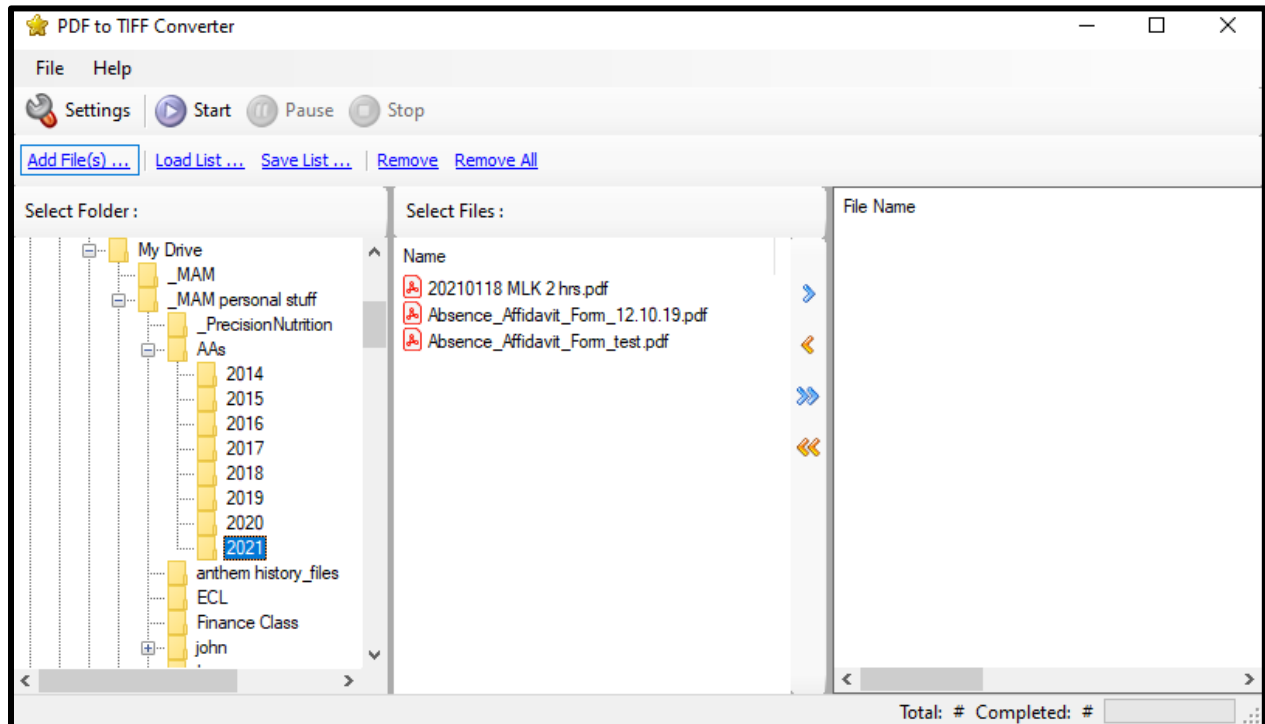 PDF to TIFF Converter
File Help
Settings Start Pause Stop
Add File(s) ... Load List ... Save List ... Remove Remove All
Select Folder :
My Drive
_MAM
_MAM personal stuff
_PrecisionNutrition
AAs
2014
2015
2016
2017
2018
2019
2020
2021
anthem history_files
ECL
Finance Class
john
Select Files :
Name
20210118 MLK 2 hrs.pdf
Absence_Affidavit_Form_12.10.19.pdf
Absence_Affidavit_Form_test.pdf
File Name
Total: # Completed: #